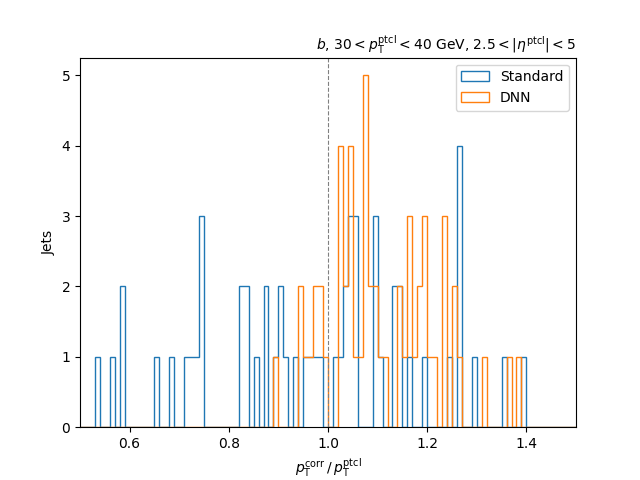 b, 30 < p_T^ptcl < 40 GeV, 2.5 < |η^ptcl| < 5
Standard
DNN
5
4
3
2
1
0
Jets
0.6 0.8 1.0 1.2 1.4
p_T^corr / p_T^ptcl